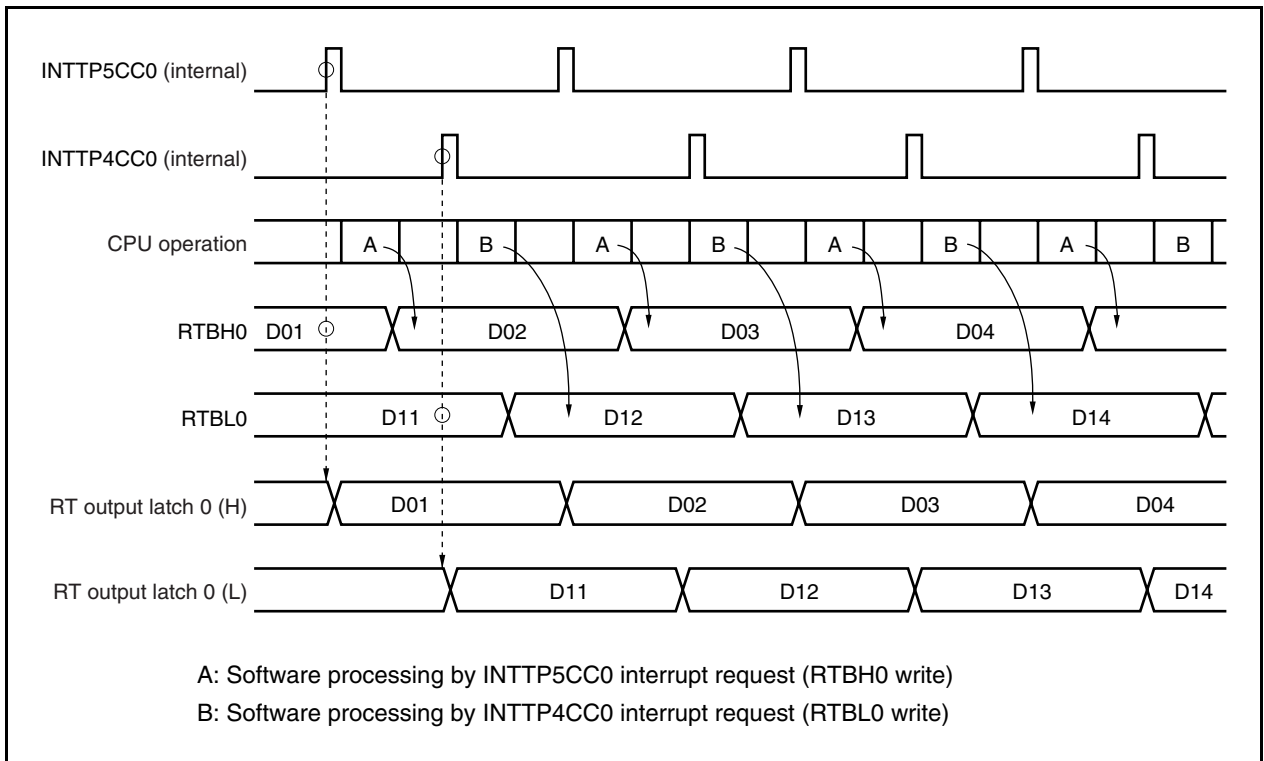 INTTP5CC0 (internal)
INTTP4CC0 (internal)
CPU operation A B A B A B A B
RTBH0 D01 D02 D03 D04
RTBL0 D11 D12 D13 D14
RT output latch 0 (H) D01 D02 D03 D04
RT output latch 0 (L) D11 D12 D13 D14
A: Software processing by INTTP5CC0 interrupt request (RTBH0 write)
B: Software processing by INTTP4CC0 interrupt request (RTBL0 write)